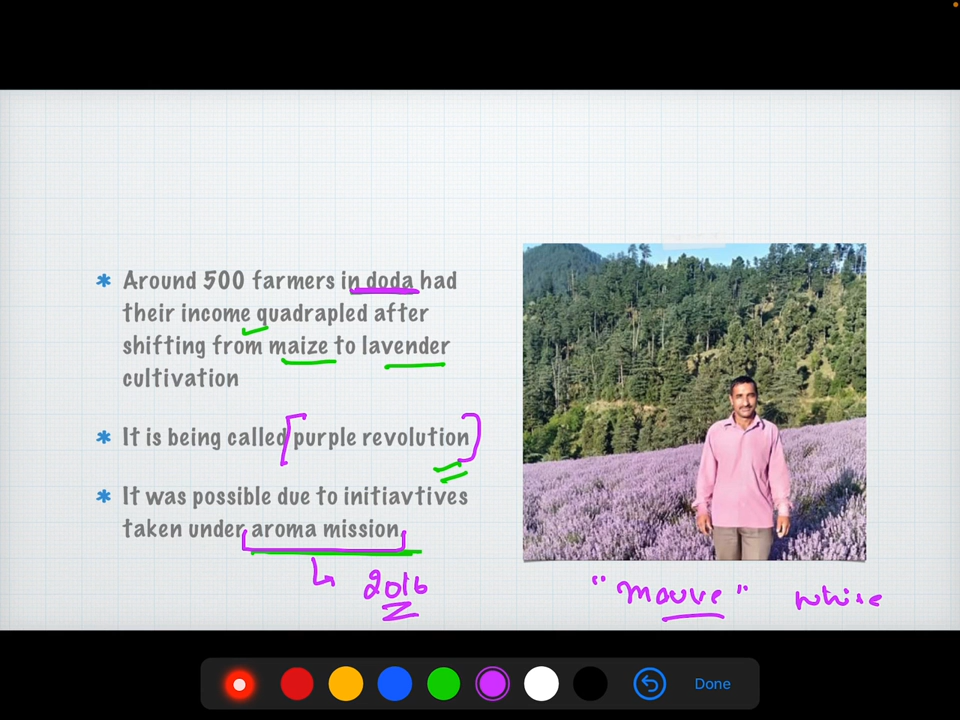 * Around 500 farmers in doda had
their income quadrapled after
shifting from maize to lavender
cultivation
* It is being called purple revolution
* It was possible due to initiavtives
taken under aroma mission
2016
"mauve" white
Done